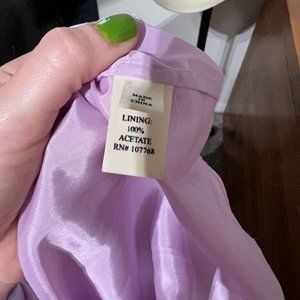 MADE
IN
CHINA
LINING:
100%
ACETATE
RN# 107768